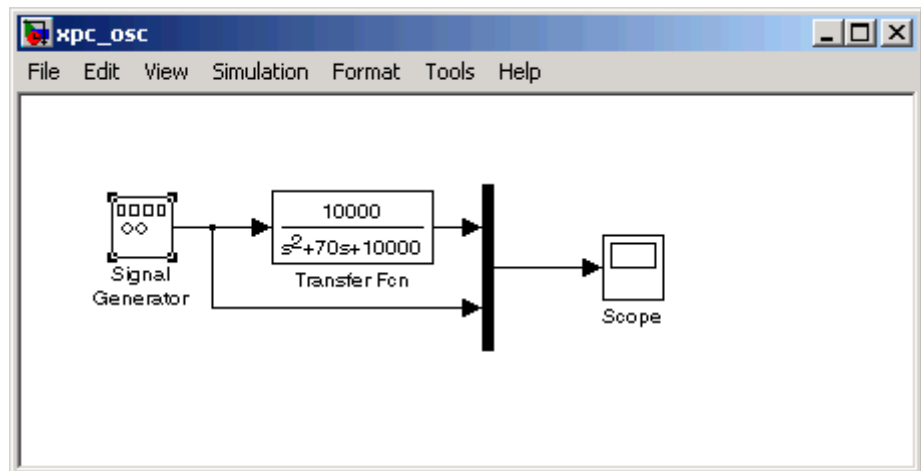 xpc_osc
File Edit View Simulation Format Tools Help
10000
s²+70s+10000
Transfer Fcn
Signal
Generator
Scope